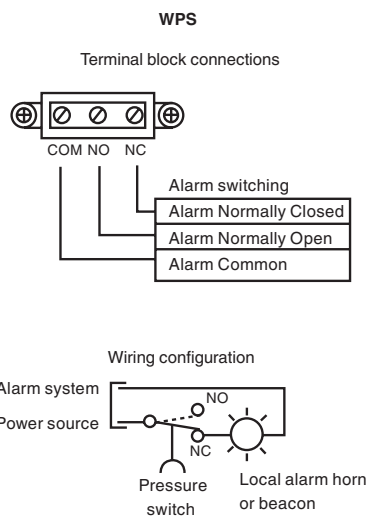 WPS
Terminal block connections
COM NO NC
Alarm switching
Alarm Normally Closed
Alarm Normally Open
Alarm Common
Wiring configuration
Alarm system
NO
Power source
NC
Pressure
switch
Local alarm horn
or beacon